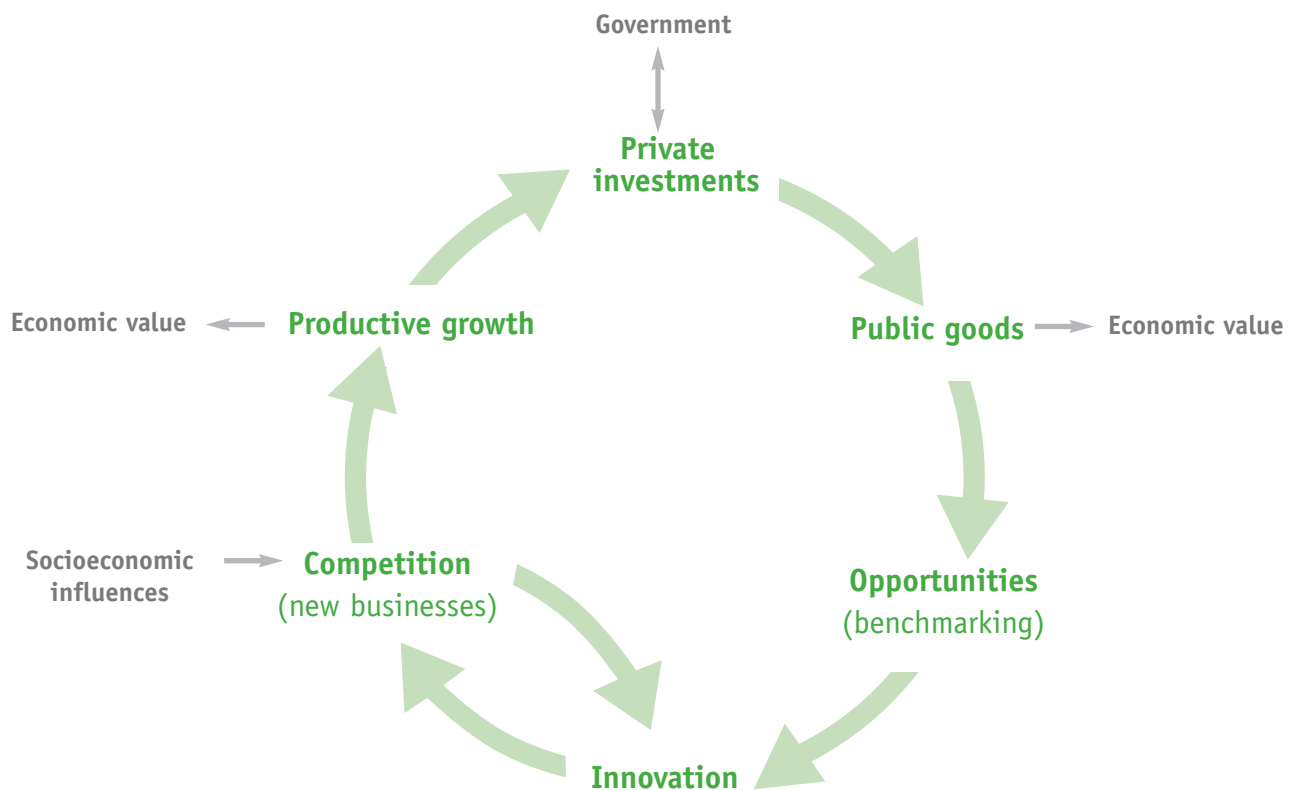 Government
Private
investments
Economic value
Productive growth
Public goods
Economic value
Socioeconomic
influences
Competition
(new businesses)
Opportunities
(benchmarking)
Innovation